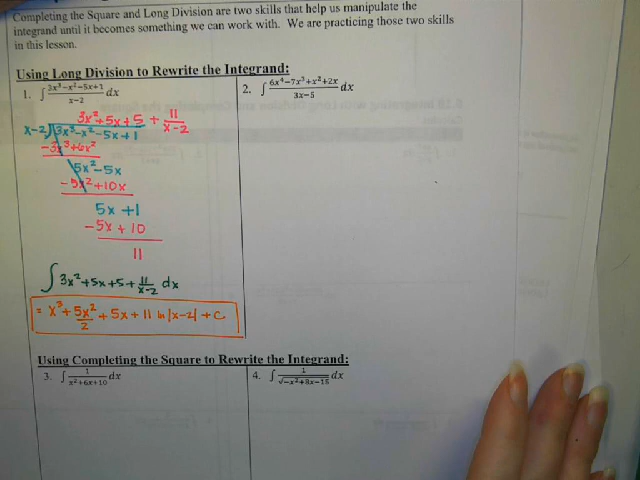 Completing the Square and Long Division are two skills that help us manipulate the
integrand until it becomes something we can work with. We are practicing those two skills
in this lesson.
Using Long Division to Rewrite the Integrand:
1. ∫ (3x³−x²−5x+1)/(x−2) dx
2. ∫ (6x⁴−7x³+x²+2x)/(3x−5) dx
3x²+5x+5 + 11/(x-2)
x-2 3x³-x²-5x+1
-3x³+6x²
5x²-5x
-5x²+10x
5x +1
-5x + 10
11
∫ 3x²+5x+5+ 11/(x-2) dx
= x³ + 5x²/2 + 5x + 11 ln|x-2| + C
Using Completing the Square to Rewrite the Integrand:
3. ∫ 1/(x²+6x+10) dx
4. ∫ 1/√(−x²+8x−15) dx